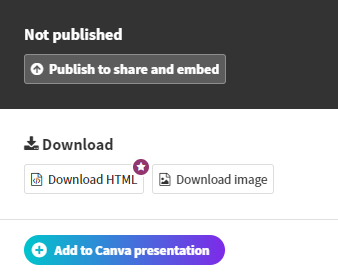 Not published
Publish to share and embed
Download
Download HTML
Download image
Add to Canva presentation